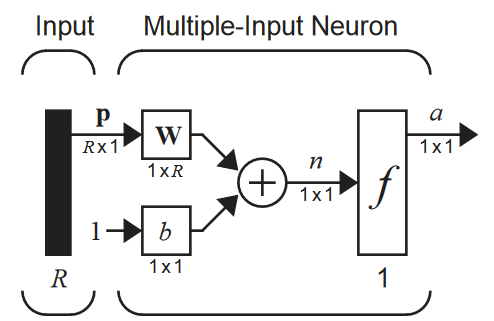 Input Multiple-Input Neuron
p a
R x 1 W 1 x 1
1 x R n
+ f
1 x 1
1 b
1 x 1
R 1